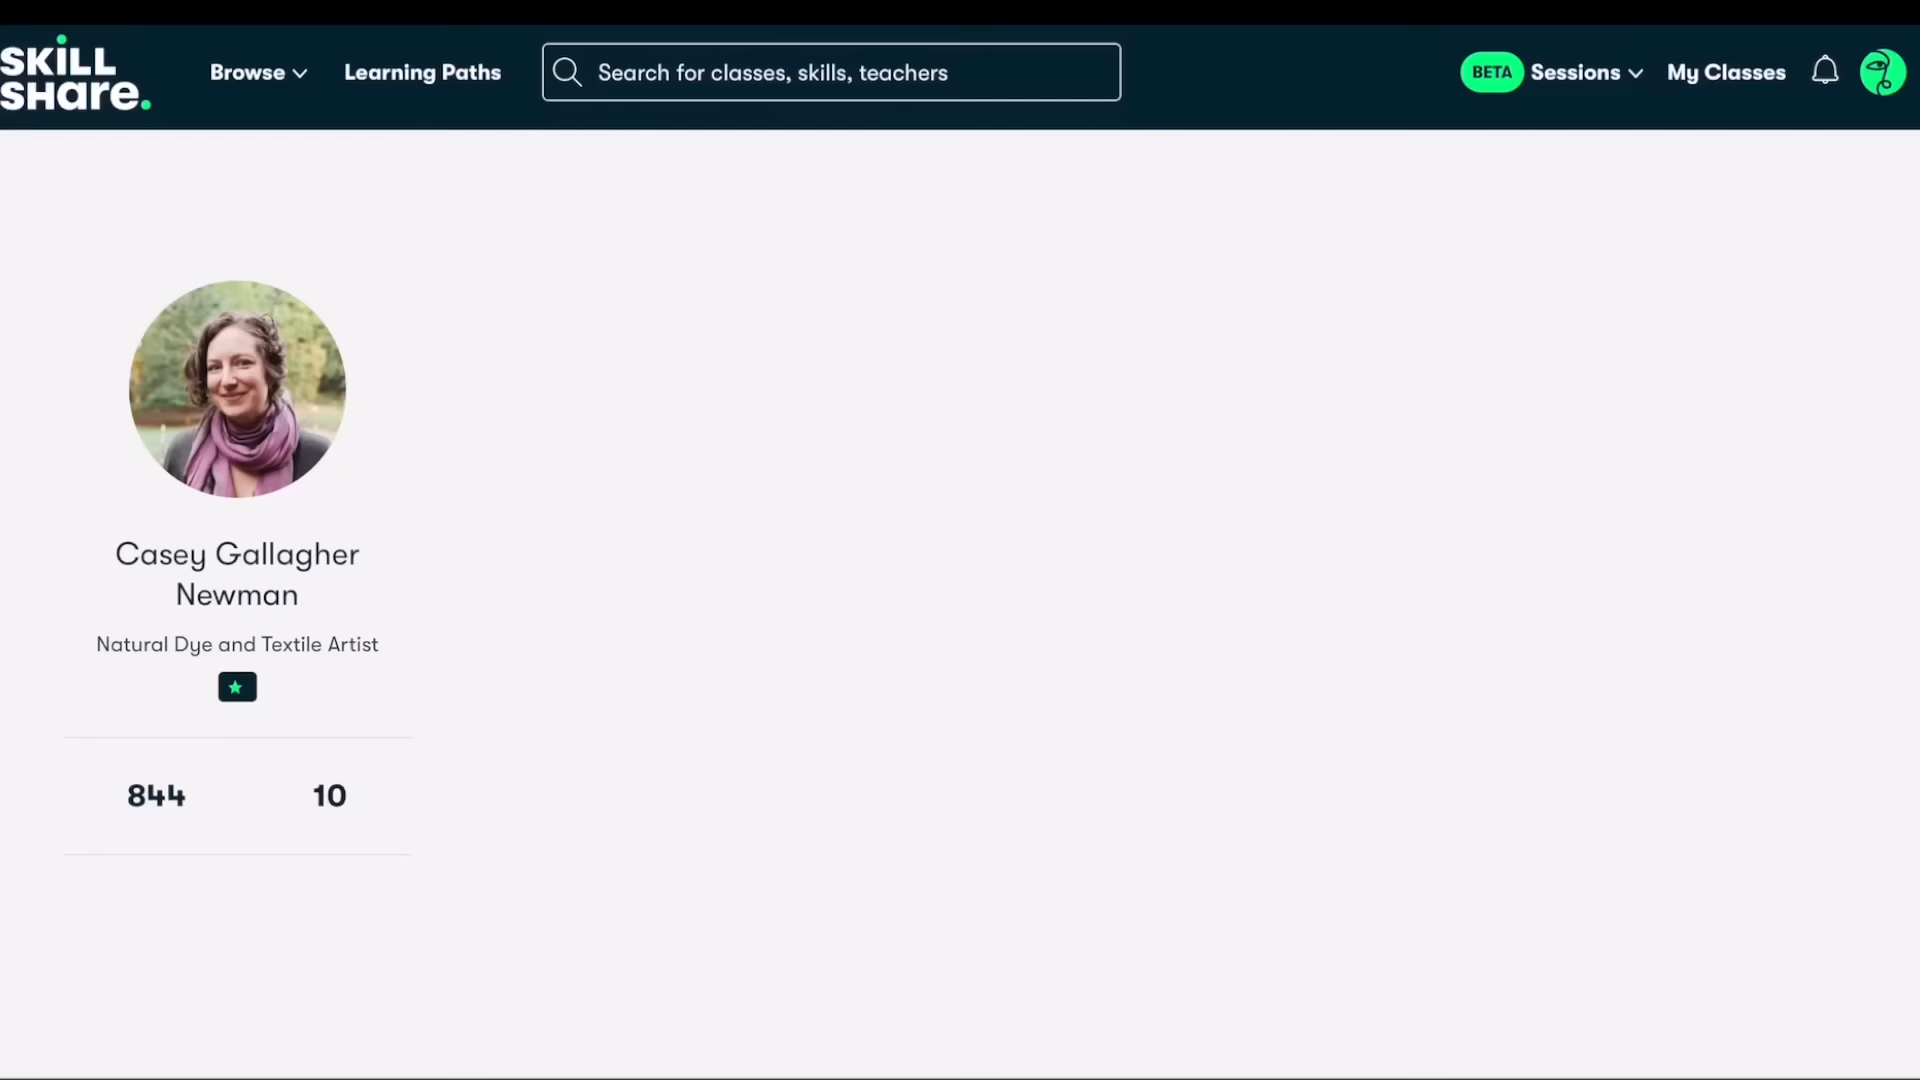 SKiLL
SHare.
Browse
Learning Paths
Search for classes, skills, teachers
BETA
Sessions
My Classes
Casey Gallagher
Newman
Natural Dye and Textile Artist
844
10